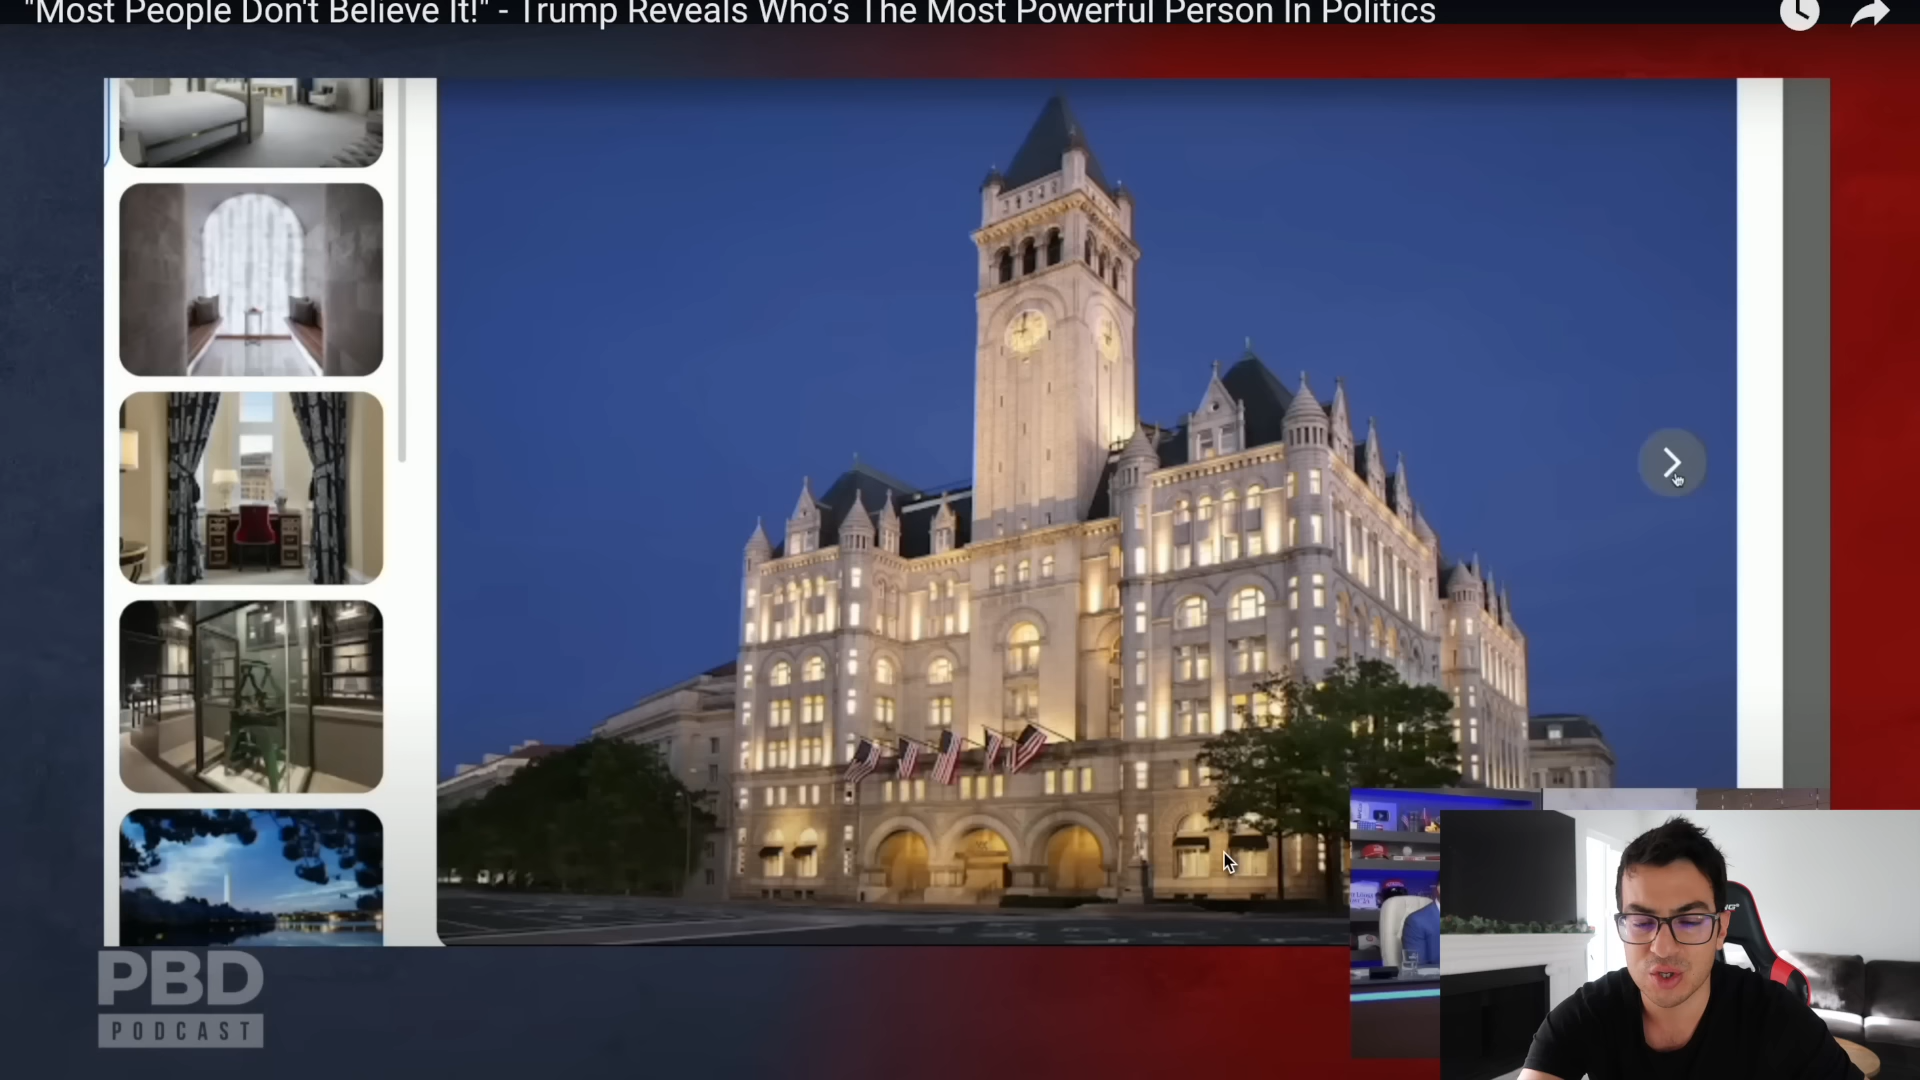 "Most People Don't Believe It!" - Trump Reveals Who's The Most Powerful Person In Politics
PBD
PODCAST